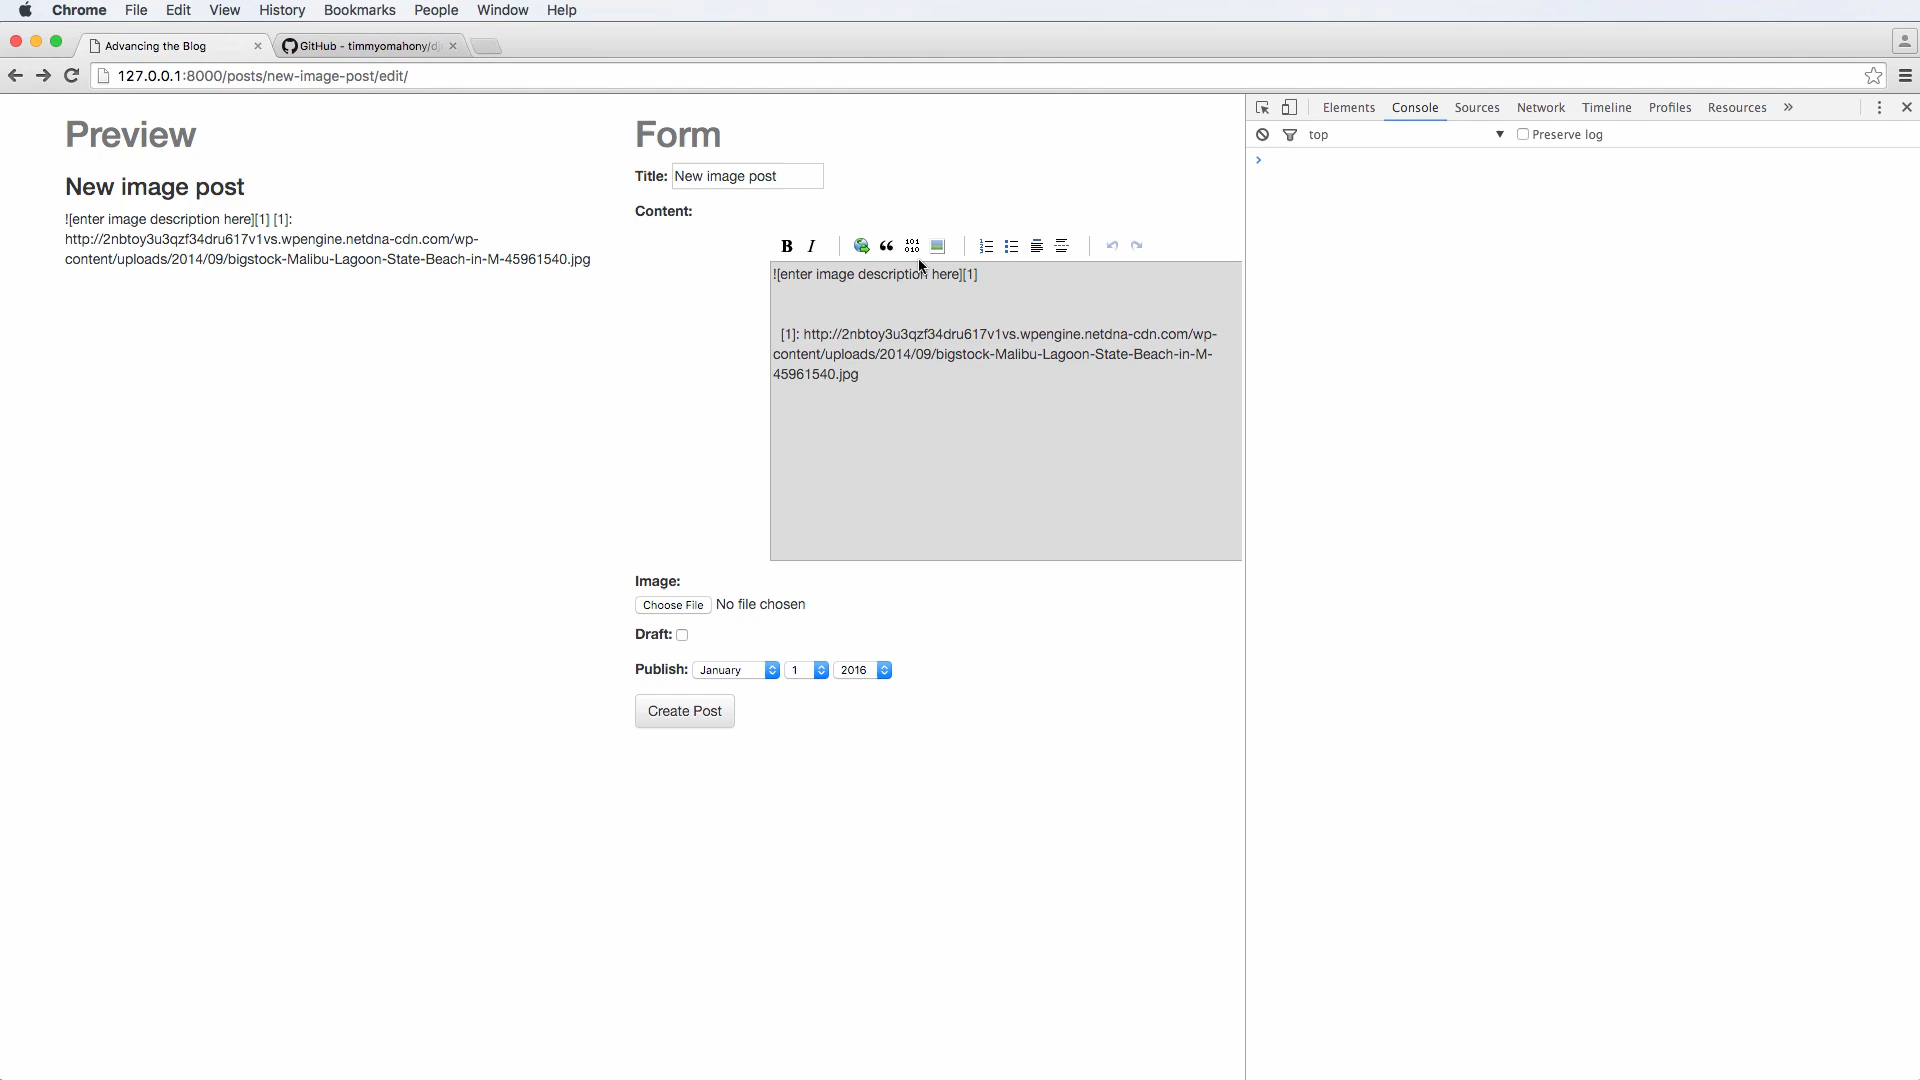 Chrome File Edit View History Bookmarks People Window Help
Advancing the Blog
GitHub - timmyomahony/dj
127.0.0.1:8000/posts/new-image-post/edit/
Elements Console Sources Network Timeline Profiles Resources »
top Preserve log
Preview
New image post
![enter image description here][1] [1]:
http://2nbtoy3u3qzf34dru617v1vs.wpengine.netdna-cdn.com/wp-
content/uploads/2014/09/bigstock-Malibu-Lagoon-State-Beach-in-M-45961540.jpg
Form
Title: New image post
Content:
B I
101
010
![enter image description here][1]
[1]: http://2nbtoy3u3qzf34dru617v1vs.wpengine.netdna-cdn.com/wp-
content/uploads/2014/09/bigstock-Malibu-Lagoon-State-Beach-in-M-
45961540.jpg
Image:
Choose File No file chosen
Draft:
Publish: January 1 2016
Create Post